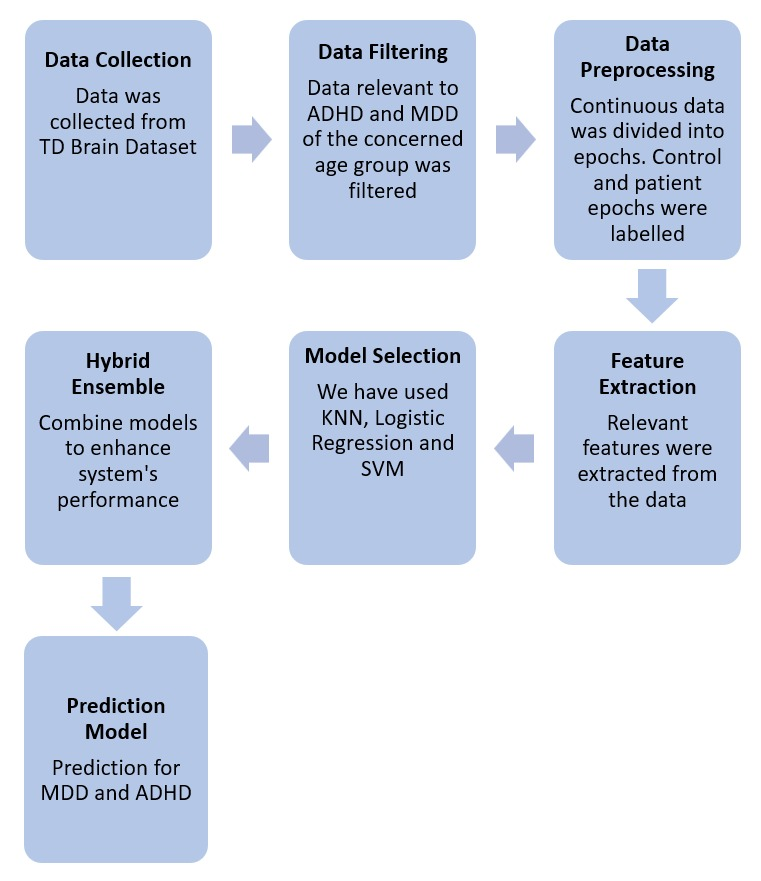 Data Collection
Data was
collected from
TD Brain Dataset
Data Filtering
Data relevant to
ADHD and MDD
of the concerned
age group was
filtered
Data
Preprocessing
Continuous data
was divided into
epochs. Control
and patient
epochs were
labelled
Feature
Extraction
Relevant
features were
extracted from
the data
Model Selection
We have used
KNN, Logistic
Regression and
SVM
Hybrid
Ensemble
Combine models
to enhance
system's
performance
Prediction
Model
Prediction for
MDD and ADHD